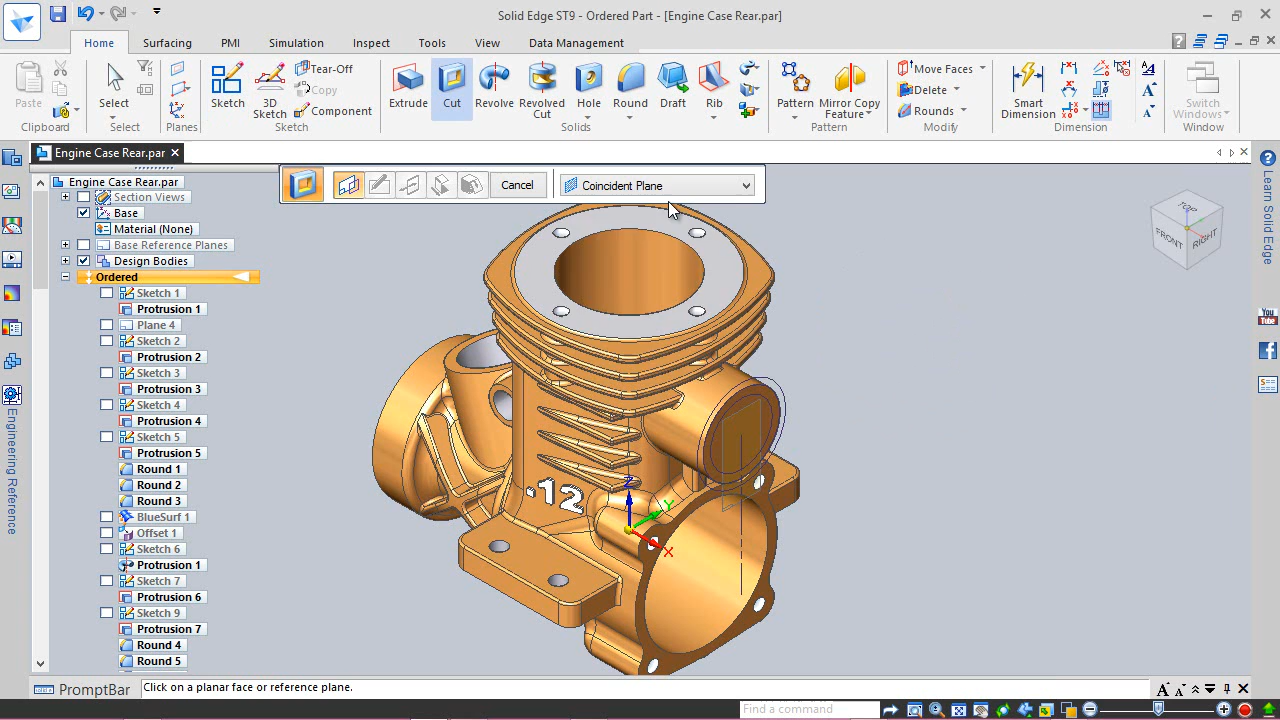 Solid Edge ST9 - Ordered Part - [Engine Case Rear.par]
Home Surfacing PMI Simulation Inspect Tools View Data Management
Paste
Clipboard
Select
Select
Planes
Sketch
3D Sketch
Tear-Off
Copy
Component
Sketch
Extrude
Cut
Revolve
Revolved Cut
Hole
Round
Draft
Rib
Solids
Pattern
Mirror Copy Feature
Pattern
Move Faces
Delete
Rounds
Modify
Smart Dimension
Dimension
Switch Windows
Window
Engine Case Rear.par
Cancel
Coincident Plane
Engine Case Rear.par
Section Views
Base
Material (None)
Base Reference Planes
Design Bodies
Ordered
Sketch 1
Protrusion 1
Plane 4
Sketch 2
Protrusion 2
Sketch 3
Protrusion 3
Sketch 4
Protrusion 4
Sketch 5
Protrusion 5
Round 1
Round 2
Round 3
BlueSurf 1
Offset 1
Sketch 6
Protrusion 1
Sketch 7
Protrusion 6
Sketch 9
Protrusion 7
Round 4
Round 5
Engineering Reference
TOP
FRONT
RIGHT
·12
Z
Y
X
Learn Solid Edge
You Tube
PromptBar
Click on a planar face or reference plane.
Find a command